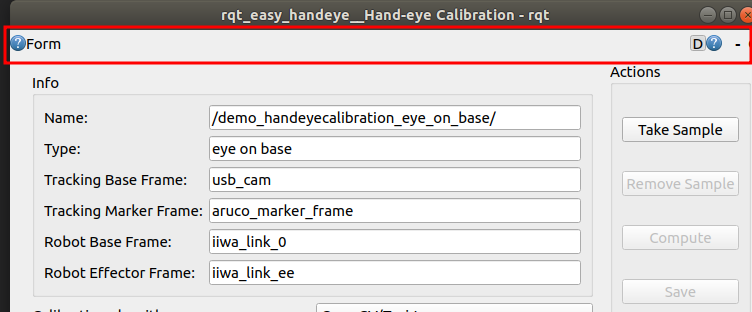 rqt_easy_handeye__Hand-eye Calibration - rqt
?Form D? -
Info
Actions
Name: /demo_handeyecalibration_eye_on_base/
Take Sample
Type: eye on base
Tracking Base Frame: usb_cam
Remove Sample
Tracking Marker Frame: aruco_marker_frame
Robot Base Frame: iiwa_link_0
Compute
Robot Effector Frame: iiwa_link_ee
Save